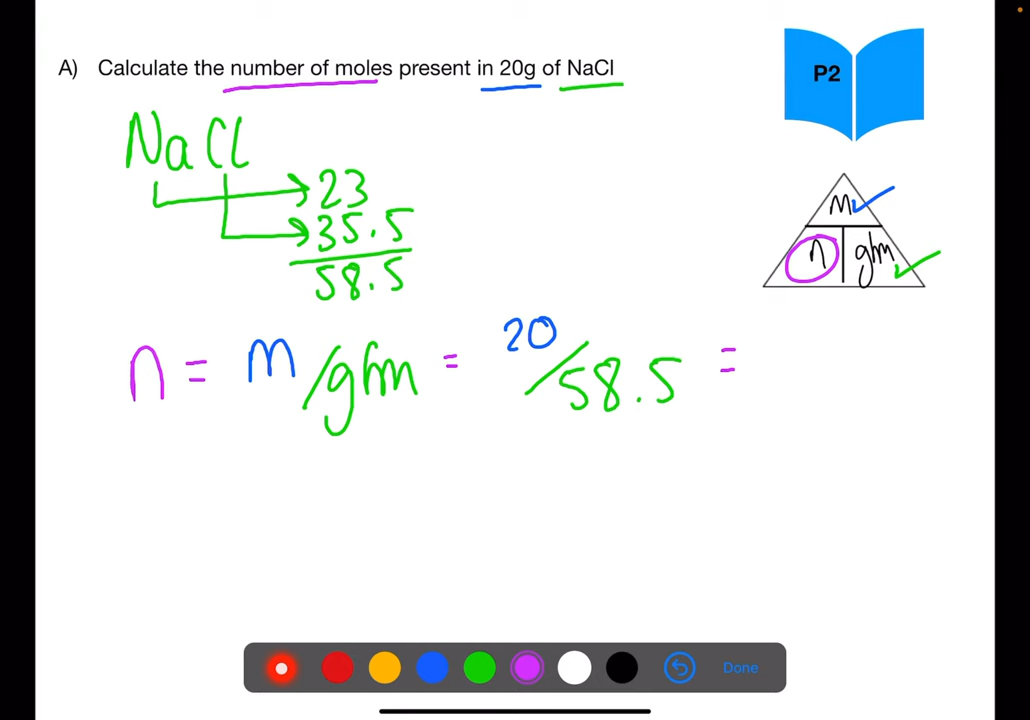 A) Calculate the number of moles present in 20g of NaCl
P2
NaCl
23
35.5
58.5
m
n gfm
n = m/gfm = 20/58.5 =
Done